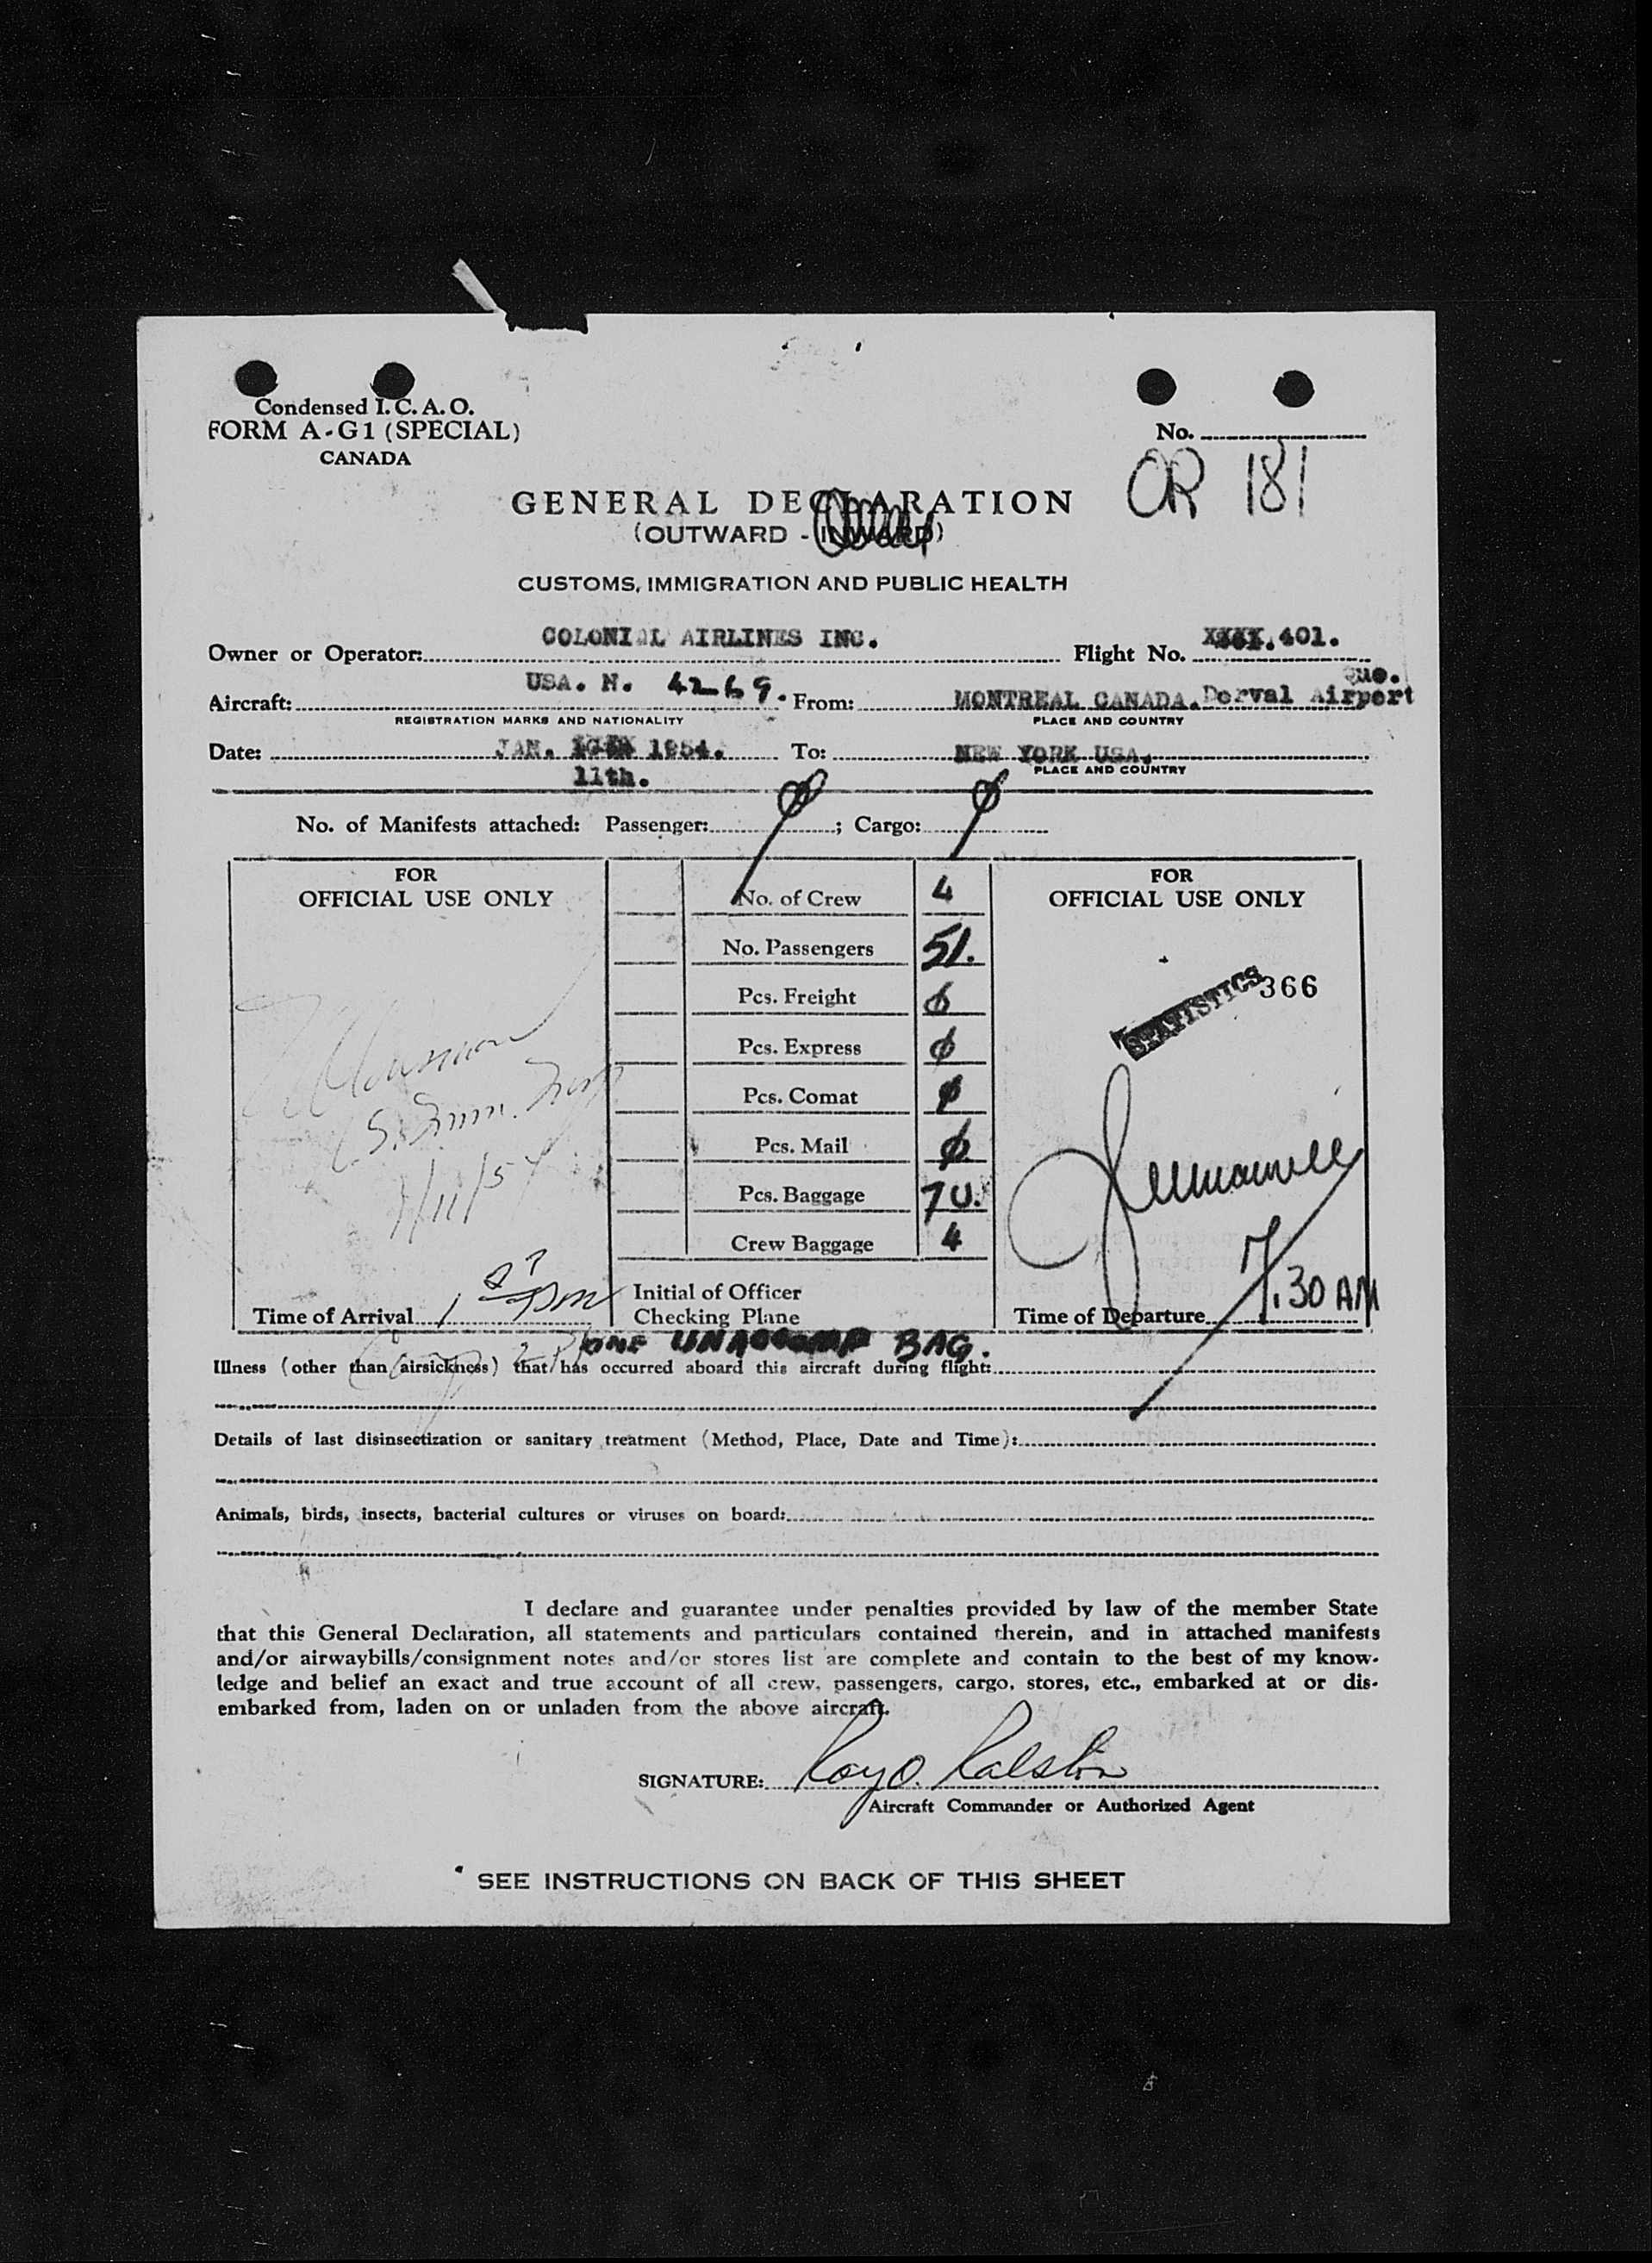 Condensed I. C. A. O.
FORM A-G1 (SPECIAL)
CANADA
No.
OR 181
GENERAL DECLARATION
(OUTWARD - INWARD)
CUSTOMS, IMMIGRATION AND PUBLIC HEALTH
Owner or Operator: COLONIAL AIRLINES INC. Flight No. 401.
Que.
Aircraft: USA. N. 4269. From: MONTREAL CANADA. Dorval Airport
REGISTRATION MARKS AND NATIONALITY PLACE AND COUNTRY
Date: JAN. 1954. To: NEW YORK USA.
11th. PLACE AND COUNTRY
No. of Manifests attached: Passenger: ø; Cargo: ø
FOR
OFFICIAL USE ONLY
No. of Crew 4
No. Passengers 51.
Pcs. Freight ø
Pcs. Express ø
Pcs. Comat ø
Pcs. Mail ø
Pcs. Baggage 70.
Crew Baggage 4
Initial of Officer
Checking Plane
1/11/54
Time of Arrival
FOR
OFFICIAL USE ONLY
STATISTICS 366
7.30 AM
Time of Departure
ONE UNACCOMP BAG.
Illness (other than airsickness) that has occurred aboard this aircraft during flight:
Details of last disinsectization or sanitary treatment (Method, Place, Date and Time):
Animals, birds, insects, bacterial cultures or viruses on board:
I declare and guarantee under penalties provided by law of the member State
that this General Declaration, all statements and particulars contained therein, and in attached manifests
and/or airwaybills/consignment notes and/or stores list are complete and contain to the best of my know-
ledge and belief an exact and true account of all crew, passengers, cargo, stores, etc., embarked at or dis-
embarked from, laden on or unladen from the above aircraft.
SIGNATURE: Roy O. Ralston
Aircraft Commander or Authorized Agent
SEE INSTRUCTIONS ON BACK OF THIS SHEET